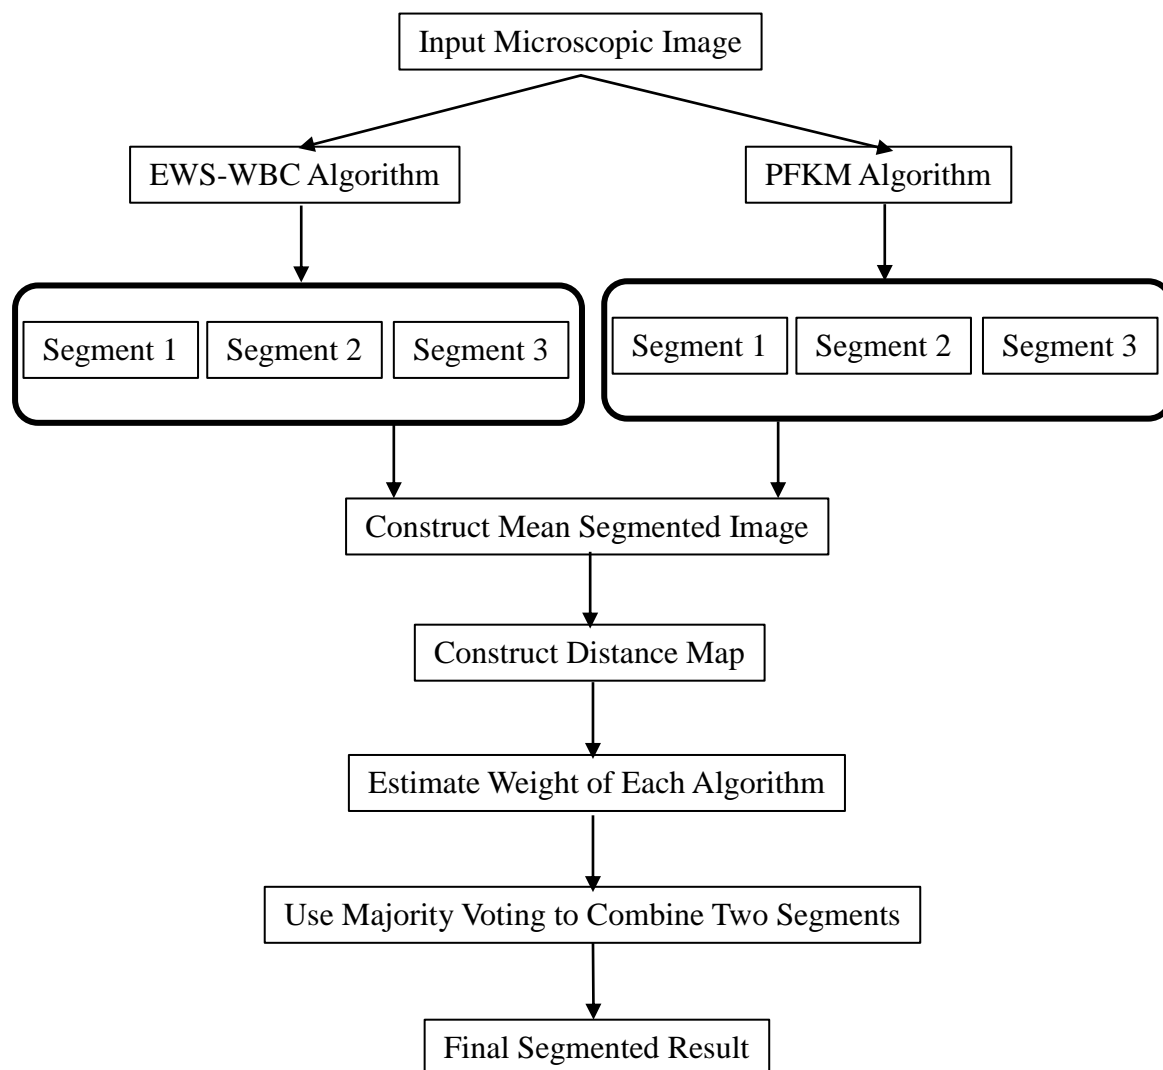 Input Microscopic Image
EWS-WBC Algorithm
PFKM Algorithm
Segment 1
Segment 2
Segment 3
Segment 1
Segment 2
Segment 3
Construct Mean Segmented Image
Construct Distance Map
Estimate Weight of Each Algorithm
Use Majority Voting to Combine Two Segments
Final Segmented Result